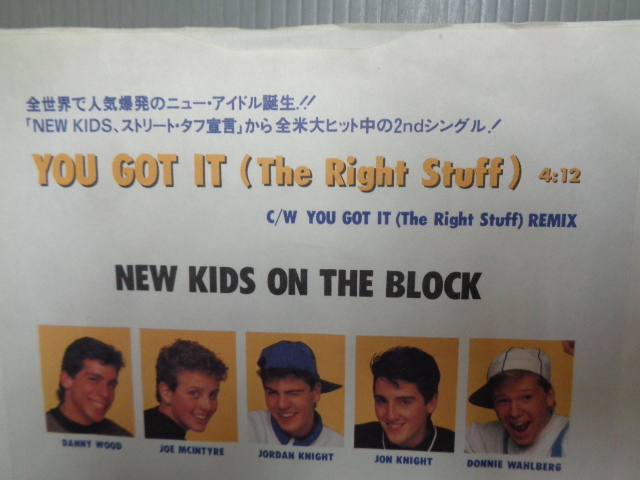 全世界で人気爆発のニュー・アイドル誕生!!
「NEW KIDS、ストリート・タフ宣言」から全米大ヒット中の2ndシングル!
YOU GOT IT (The Right Stuff) 4:12
C/W YOU GOT IT (The Right Stuff) REMIX
NEW KIDS ON THE BLOCK
DANNY WOOD
JOE MCINTYRE
JORDAN KNIGHT
JON KNIGHT
DONNIE WAHLBERG